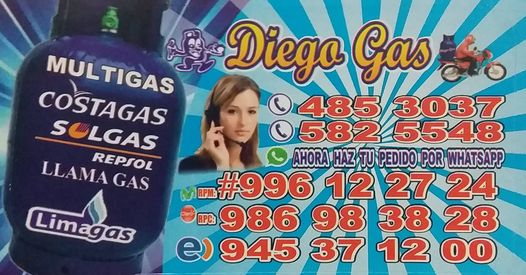 MULTIGAS
COSTAGAS
SOLGAS
REPSOL
LLAMA GAS
Limagas
Diego Gas
485 3037
582 5548
AHORA HAZ TU PEDIDO POR WHATSAPP
RPM: #996 12 27 24
RPC: 986 98 38 28
e) 945 37 12 00